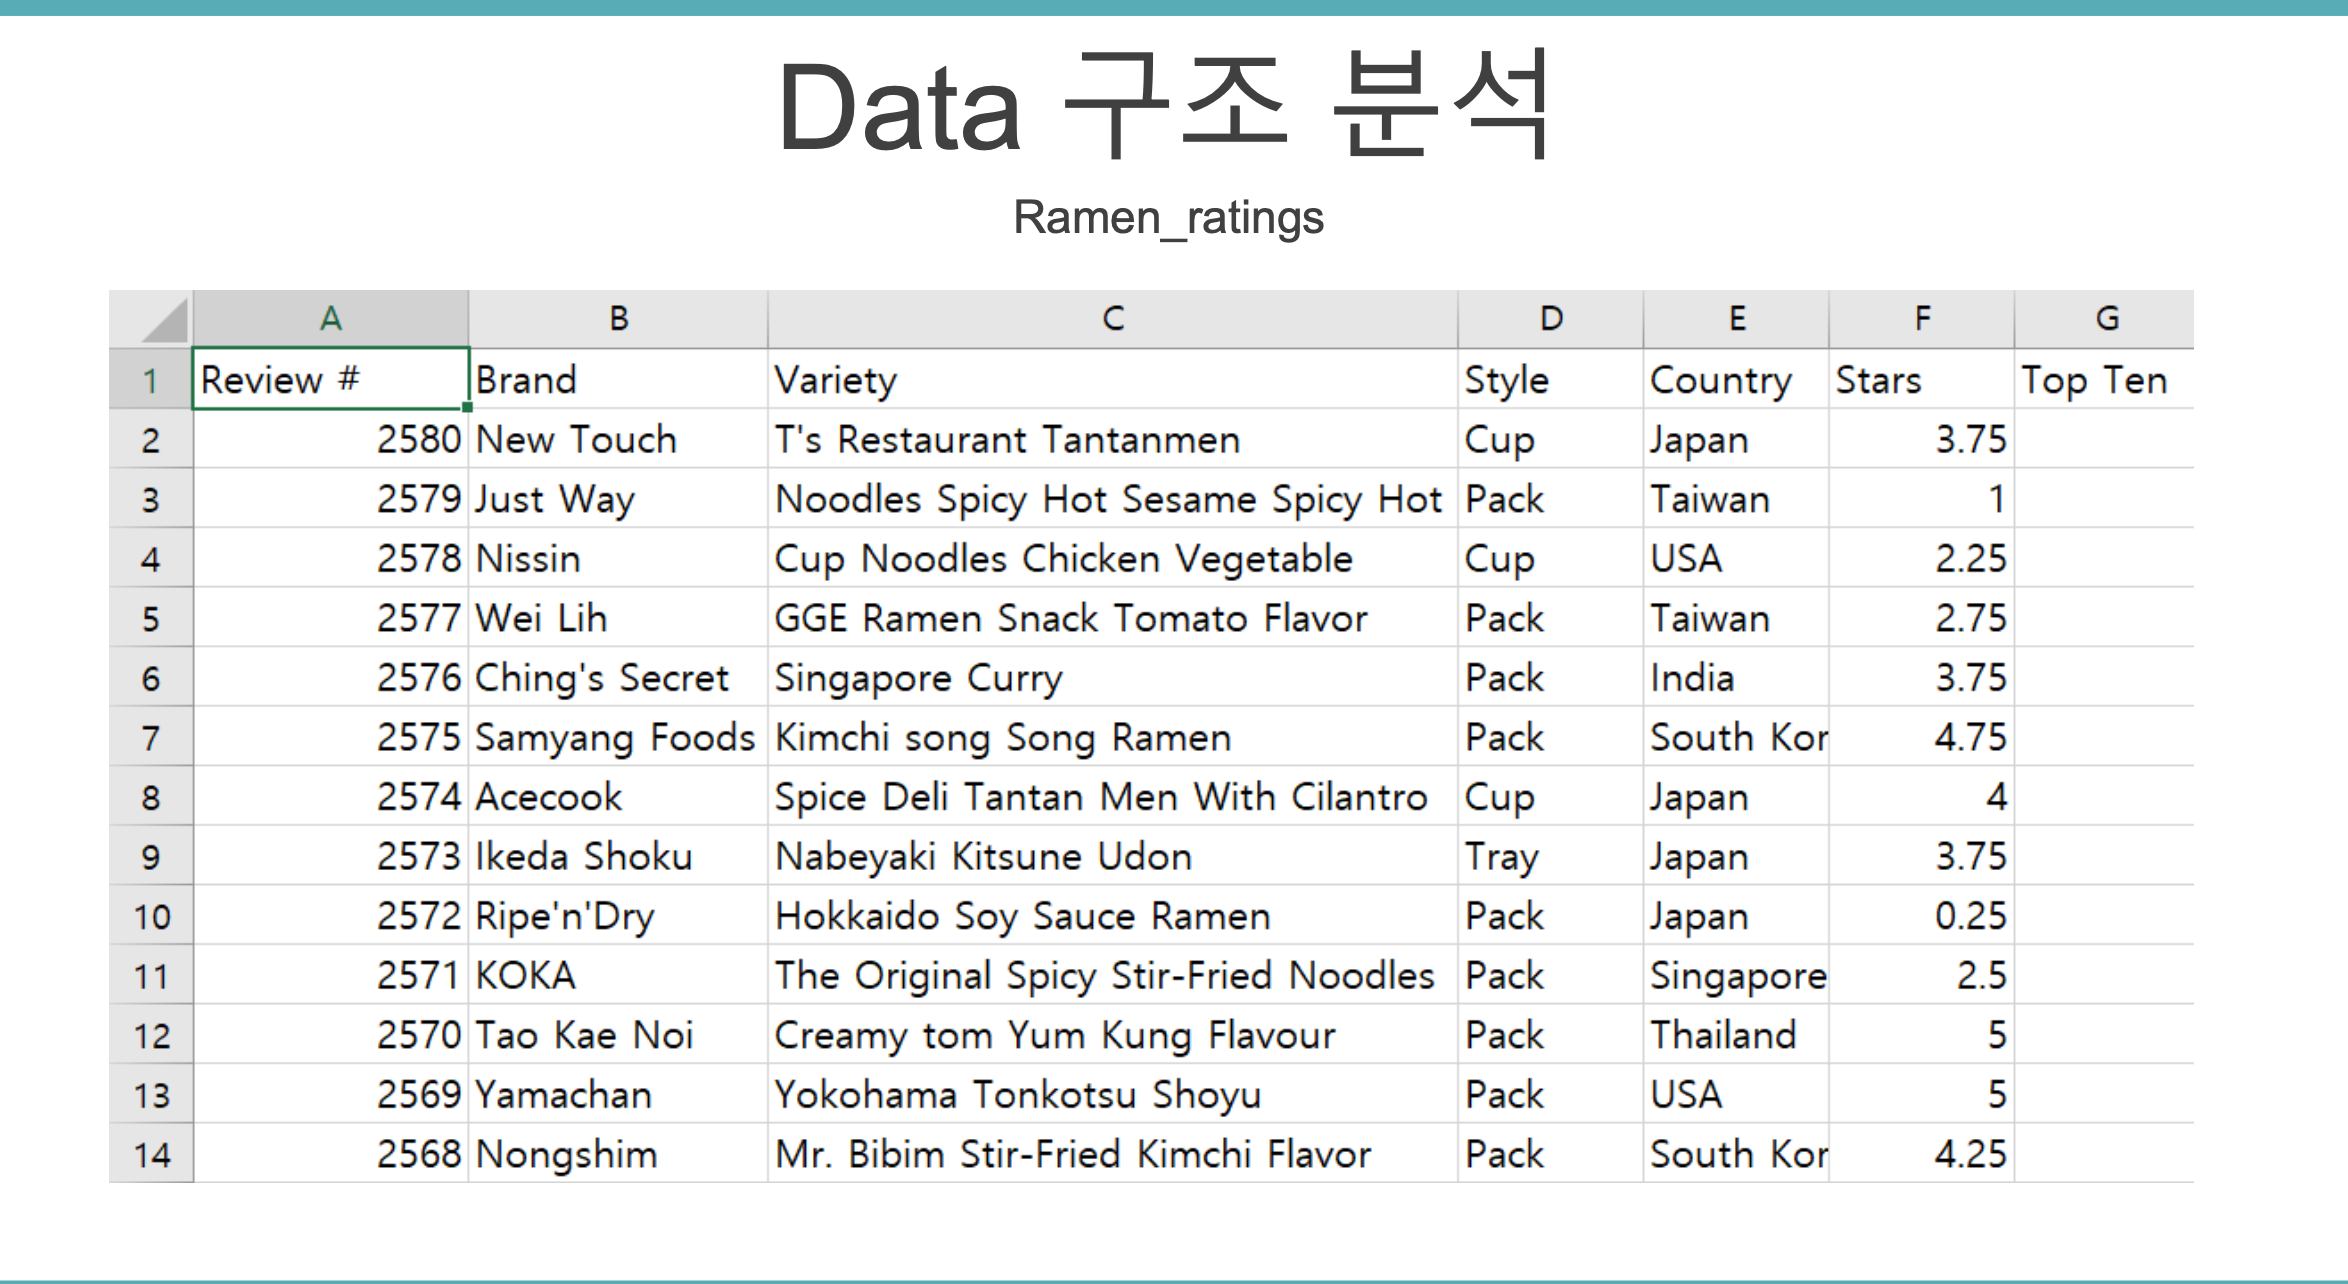 Data 구조 분석
Ramen_ratings
A B C D E F G
1 Review # Brand Variety Style Country Stars Top Ten
2 2580 New Touch T's Restaurant Tantanmen Cup Japan 3.75
3 2579 Just Way Noodles Spicy Hot Sesame Spicy Hot Pack Taiwan 1
4 2578 Nissin Cup Noodles Chicken Vegetable Cup USA 2.25
5 2577 Wei Lih GGE Ramen Snack Tomato Flavor Pack Taiwan 2.75
6 2576 Ching's Secret Singapore Curry Pack India 3.75
7 2575 Samyang Foods Kimchi song Song Ramen Pack South Kor 4.75
8 2574 Acecook Spice Deli Tantan Men With Cilantro Cup Japan 4
9 2573 Ikeda Shoku Nabeyaki Kitsune Udon Tray Japan 3.75
10 2572 Ripe'n'Dry Hokkaido Soy Sauce Ramen Pack Japan 0.25
11 2571 KOKA The Original Spicy Stir-Fried Noodles Pack Singapore 2.5
12 2570 Tao Kae Noi Creamy tom Yum Kung Flavour Pack Thailand 5
13 2569 Yamachan Yokohama Tonkotsu Shoyu Pack USA 5
14 2568 Nongshim Mr. Bibim Stir-Fried Kimchi Flavor Pack South Kor 4.25